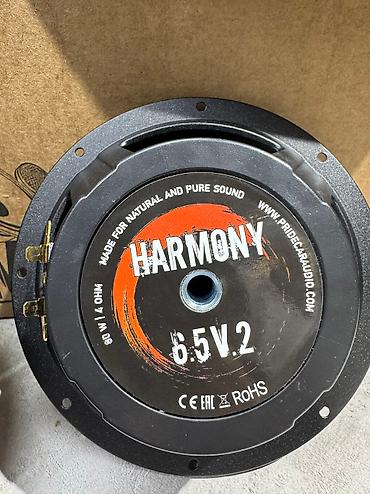 MADE FOR NATURAL AND PURE SOUND
WWW.PRIDECARAUDIO.COM
80 W / 4 OHM
HARMONY
6.5V.2
CE EAC RoHS